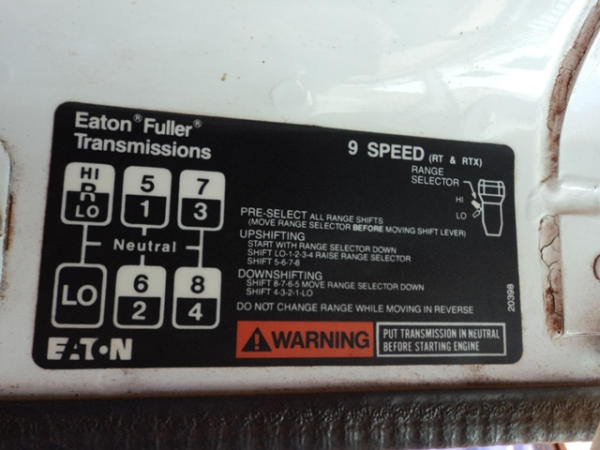 Eaton® Fuller®
Transmissions
9 SPEED (RT & RTX)
RANGE
SELECTOR
HI
LO
HI
R
LO
5
1
7
3
Neutral
LO
6
2
8
4
PRE-SELECT ALL RANGE SHIFTS
(MOVE RANGE SELECTOR BEFORE MOVING SHIFT LEVER)
UPSHIFTING
START WITH RANGE SELECTOR DOWN
SHIFT LO-1-2-3-4 RAISE RANGE SELECTOR
SHIFT 5-6-7-8
DOWNSHIFTING
SHIFT 8-7-6-5 MOVE RANGE SELECTOR DOWN
SHIFT 4-3-2-1-LO
DO NOT CHANGE RANGE WHILE MOVING IN REVERSE
20398
EAT•N
WARNING
PUT TRANSMISSION IN NEUTRAL
BEFORE STARTING ENGINE